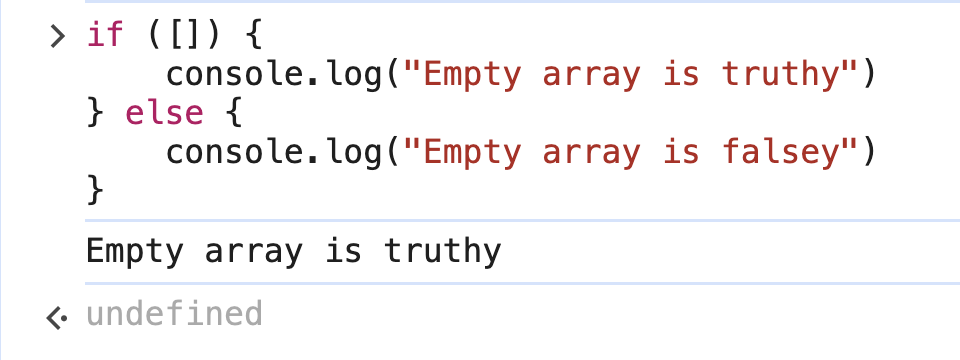 if ([]) {
    console.log("Empty array is truthy")
} else {
    console.log("Empty array is falsey")
}
Empty array is truthy
undefined